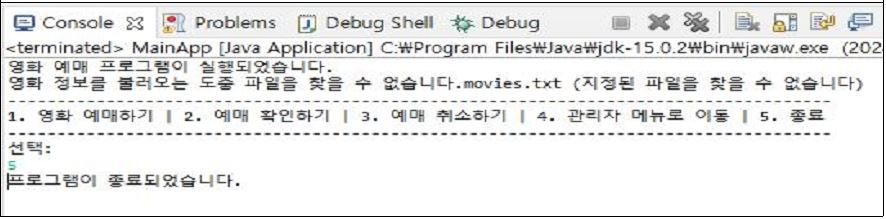 Console Problems Debug Shell Debug
<terminated> MainApp [Java Application] C:₩Program Files₩Java₩jdk-15.0.2₩bin₩javaw.exe (202
영화 예매 프로그램이 실행되었습니다.
영화 정보를 불러오는 도중 파일을 찾을 수 없습니다.movies.txt (지정된 파일을 찾을 수 없습니다)
--------------------------------------------------------------------------------
1. 영화 예매하기 | 2. 예매 확인하기 | 3. 예매 취소하기 | 4. 관리자 메뉴로 이동 | 5. 종료
--------------------------------------------------------------------------------
선택:
5
프로그램이 종료되었습니다.